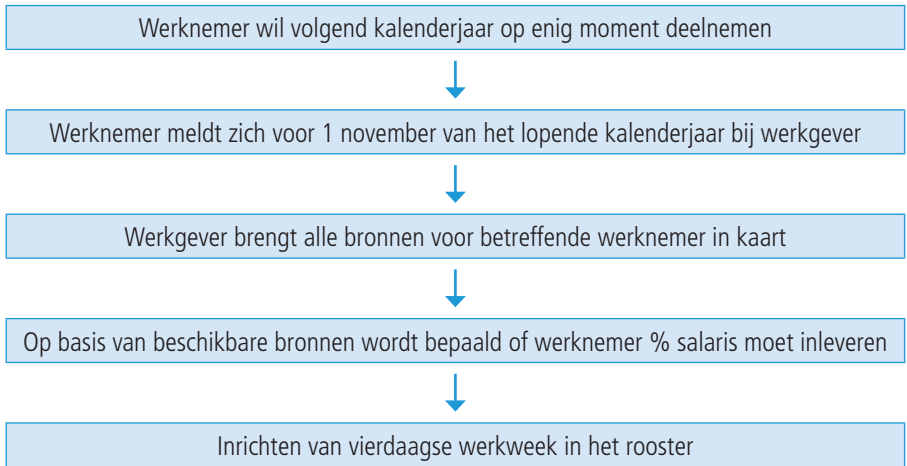 Werknemer wil volgend kalenderjaar op enig moment deelnemen
Werknemer meldt zich voor 1 november van het lopende kalenderjaar bij werkgever
Werkgever brengt alle bronnen voor betreffende werknemer in kaart
Op basis van beschikbare bronnen wordt bepaald of werknemer % salaris moet inleveren
Inrichten van vierdaagse werkweek in het rooster